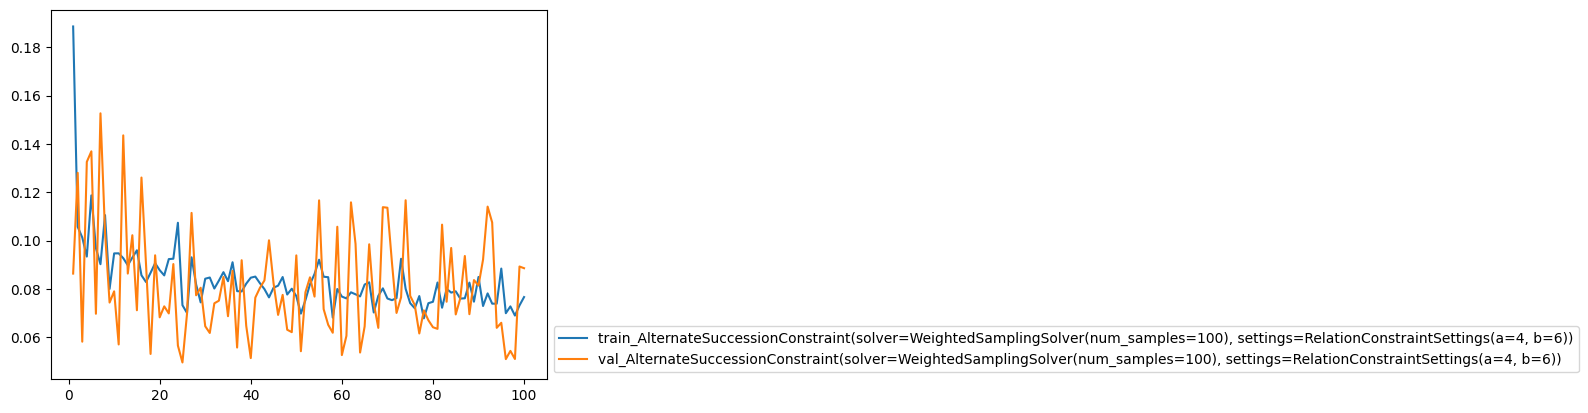 0.18
0.16
0.14
0.12
0.10
0.08
0.06
0 20 40 60 80 100
train_AlternateSuccessionConstraint(solver=WeightedSamplingSolver(num_samples=100), settings=RelationConstraintSettings(a=4, b=6))
val_AlternateSuccessionConstraint(solver=WeightedSamplingSolver(num_samples=100), settings=RelationConstraintSettings(a=4, b=6))